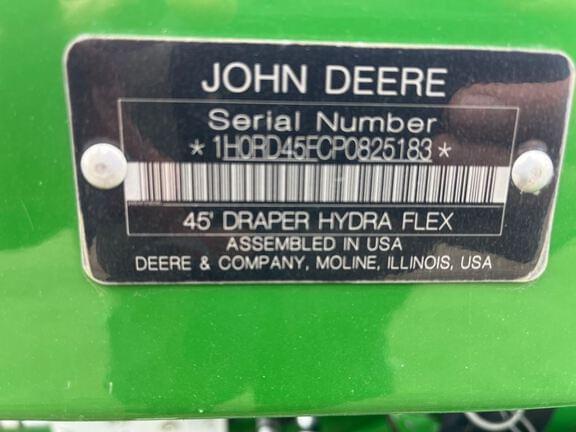 JOHN DEERE
Serial Number
*1H0RD45FCP0825183*
45' DRAPER HYDRA FLEX
ASSEMBLED IN USA
DEERE & COMPANY, MOLINE, ILLINOIS, USA